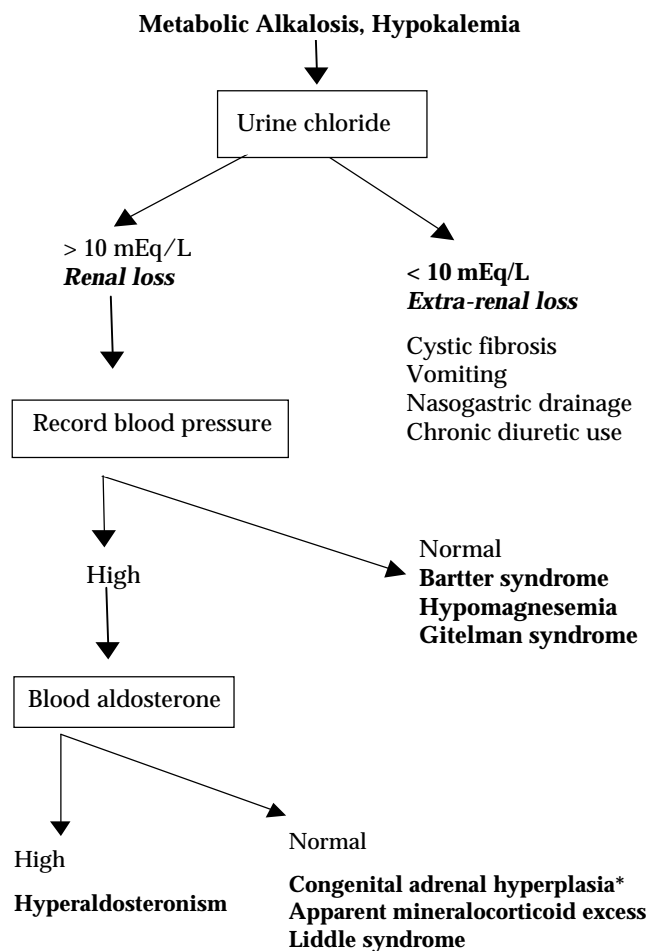 Metabolic Alkalosis, Hypokalemia
Urine chloride
> 10 mEq/L
Renal loss
< 10 mEq/L
Extra-renal loss
Cystic fibrosis
Vomiting
Nasogastric drainage
Chronic diuretic use
Record blood pressure
High
Normal
Bartter syndrome
Hypomagnesemia
Gitelman syndrome
Blood aldosterone
High
Hyperaldosteronism
Normal
Congenital adrenal hyperplasia*
Apparent mineralocorticoid excess
Liddle syndrome